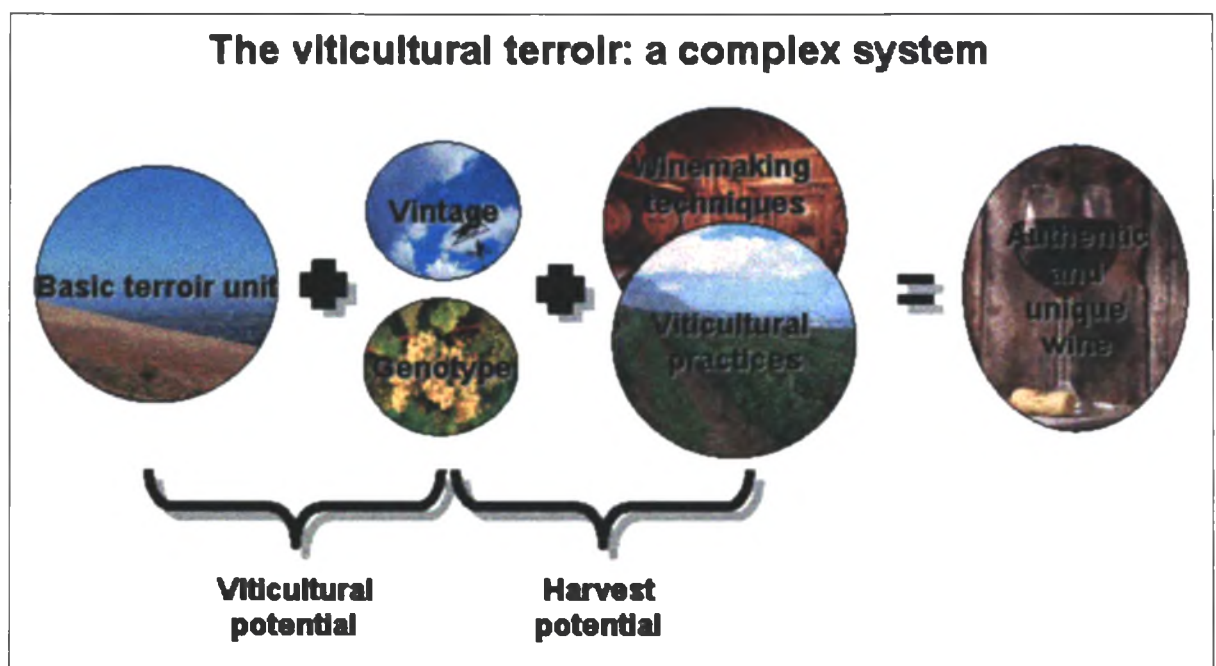 The viticultural terroir: a complex system
Basic terroir unit
+
Vintage
Genotype
+
Winemaking
techniques
Viticultural
practices
=
Authentic
and
unique
wine
Viticultural
potential
Harvest
potential